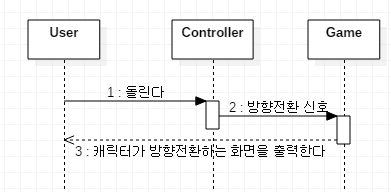 User Controller Game
1 : 돌린다
2 : 방향전환 신호
3 : 캐릭터가 방향전환하는 화면을 출력한다